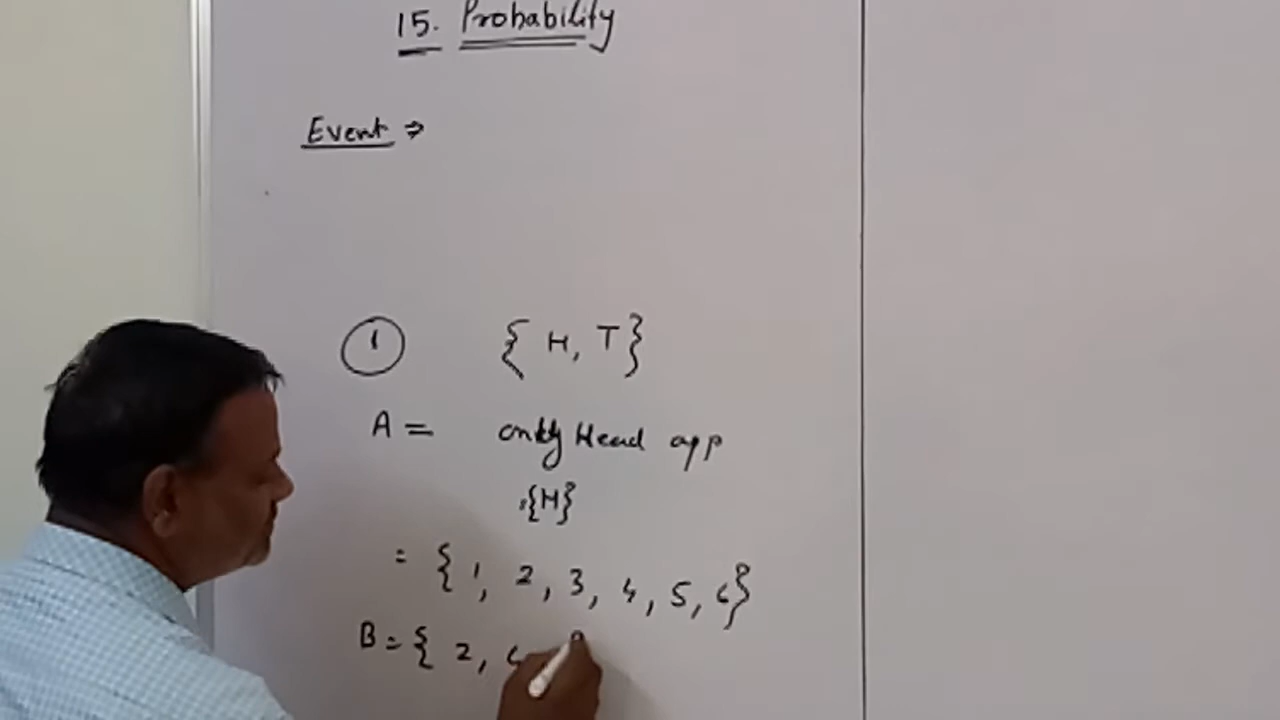 15. Probability
Event ⇒
1 { H, T }
A = only Head app
{H}
= { 1, 2, 3, 4, 5, 6 }
B = { 2,